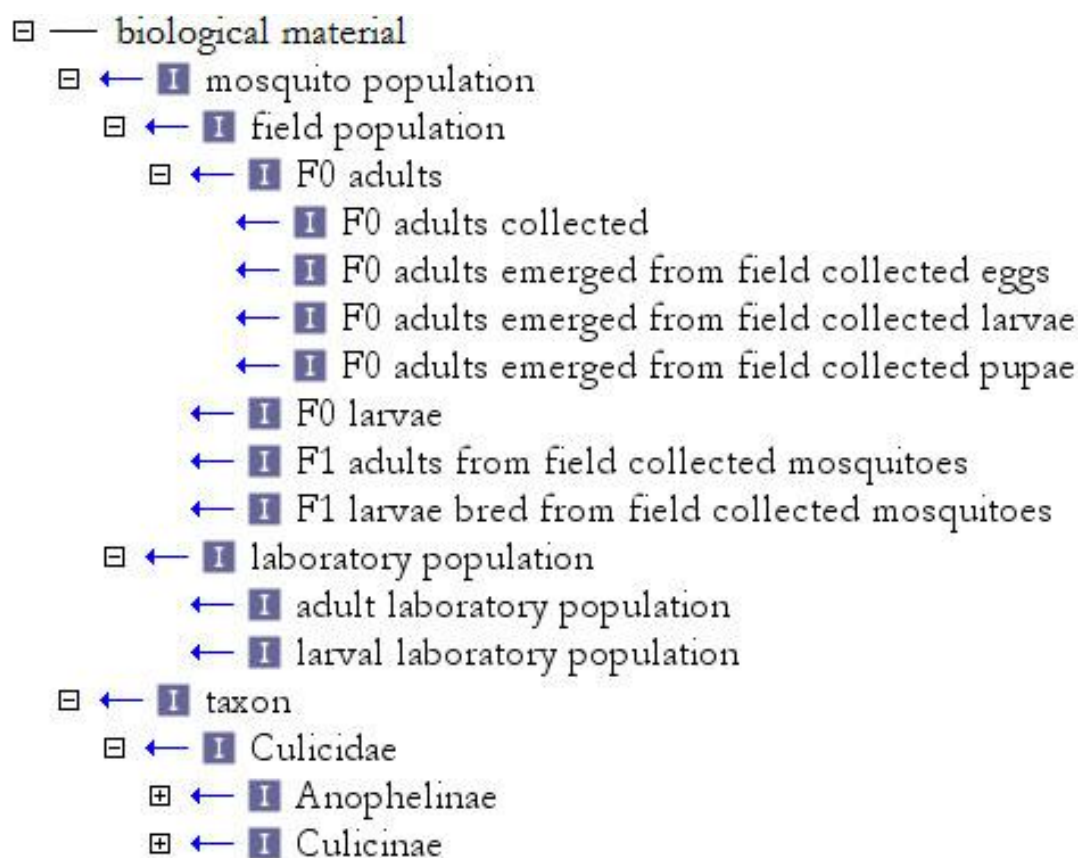 biological material
I mosquito population
I field population
I F0 adults
I F0 adults collected
I F0 adults emerged from field collected eggs
I F0 adults emerged from field collected larvae
I F0 adults emerged from field collected pupae
I F0 larvae
I F1 adults from field collected mosquitoes
I F1 larvae bred from field collected mosquitoes
I laboratory population
I adult laboratory population
I larval laboratory population
I taxon
I Culicidae
I Anophelinae
I Culicinae